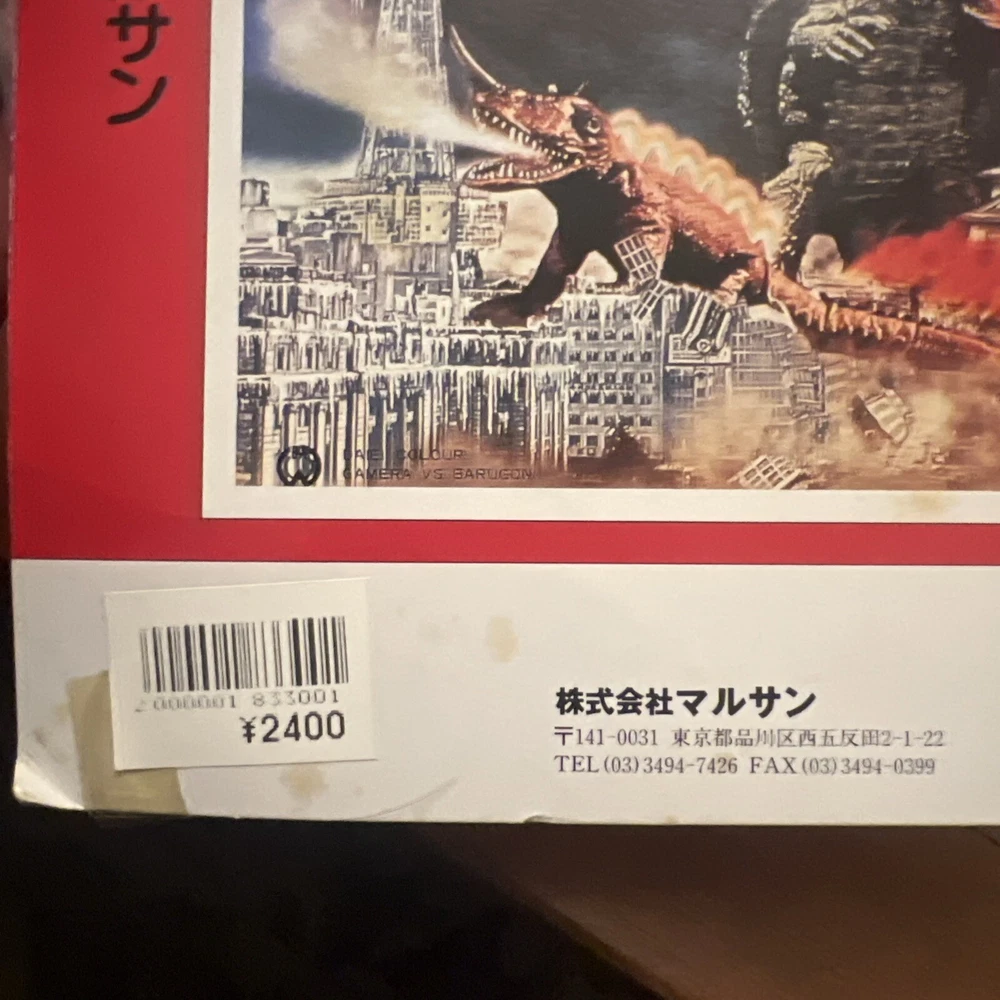 サン
DAIEI COLOUR
GAMERA VS BARUGON
2 000001 833001
¥2400
株式会社マルサン
〒141-0031 東京都品川区西五反田2-1-22
TEL(03)3494-7426 FAX(03)3494-0399